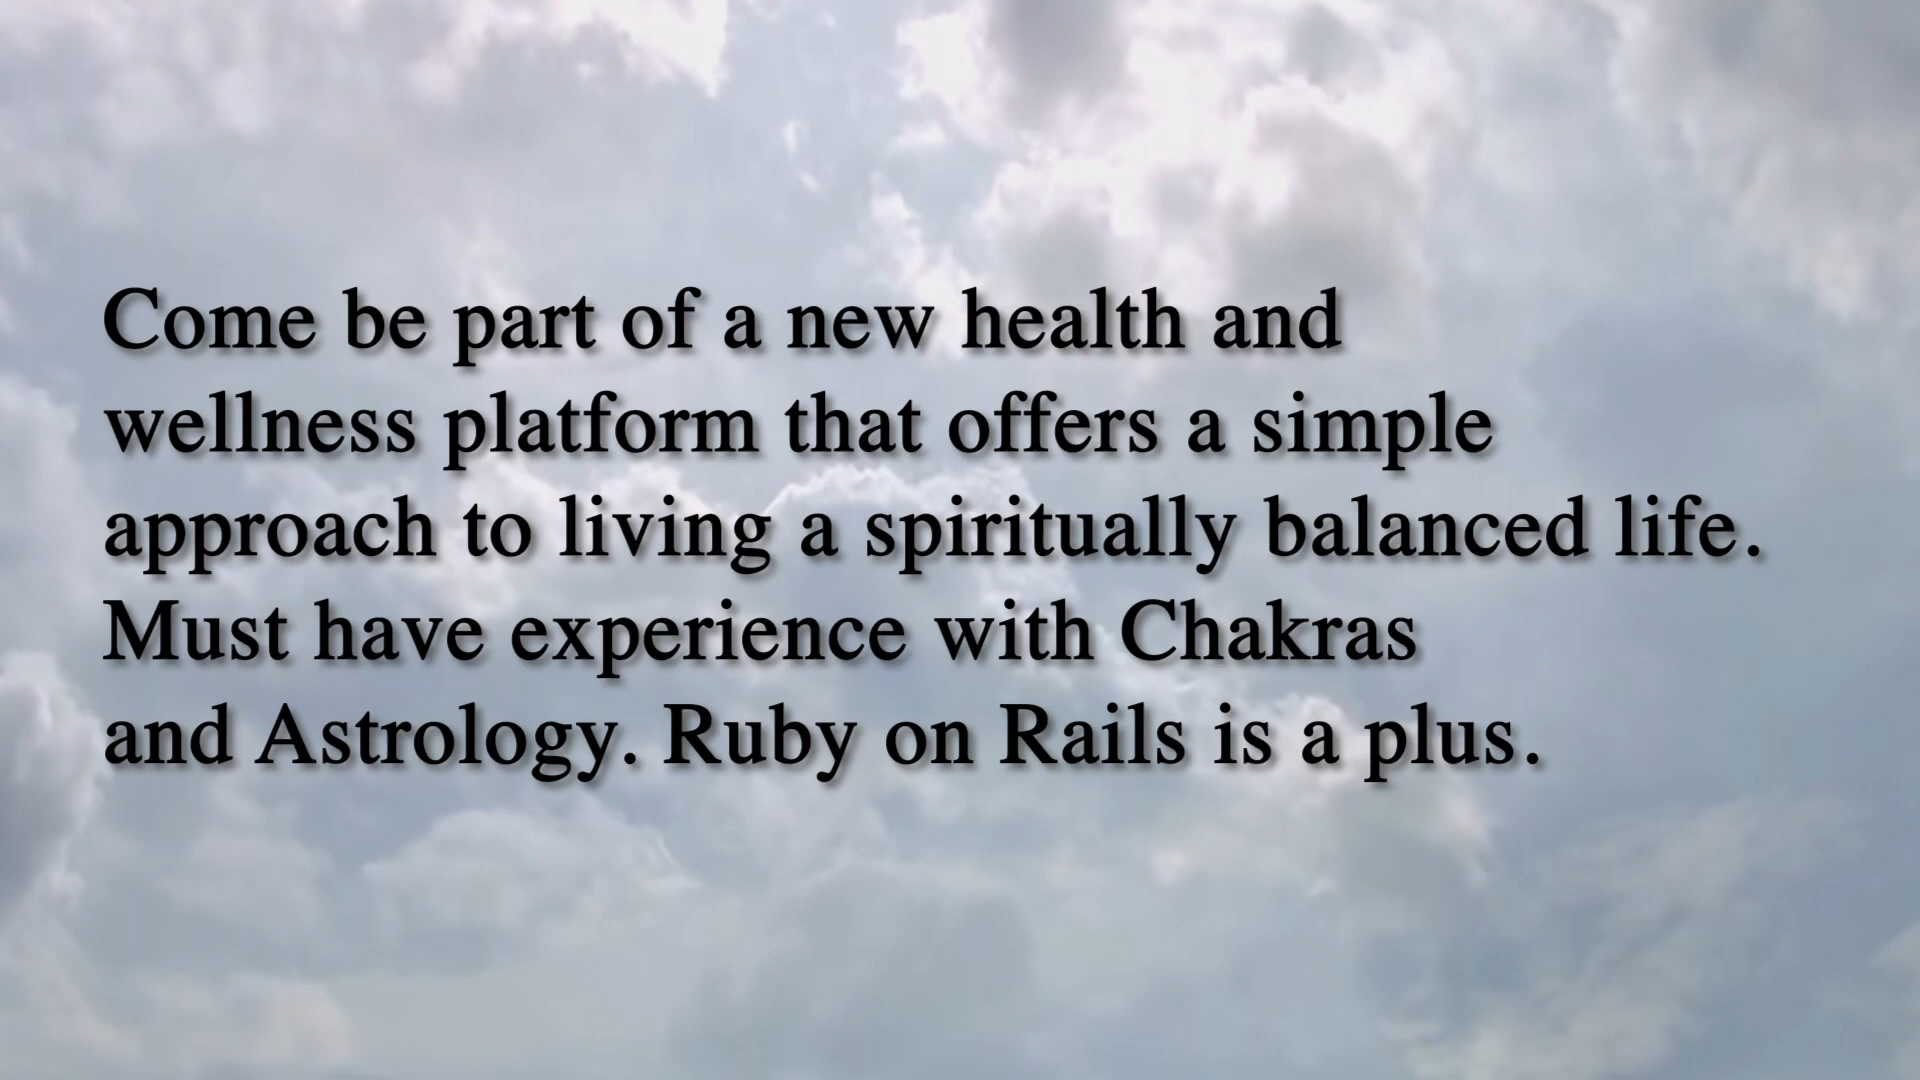 Come be part of a new health and
wellness platform that offers a simple
approach to living a spiritually balanced life.
Must have experience with Chakras
and Astrology. Ruby on Rails is a plus.